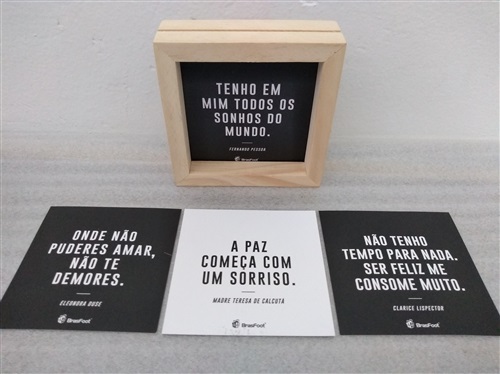 TENHO EM
MIM TODOS OS
SONHOS DO
MUNDO.
FERNANDO PESSOA
BrasFoot
ONDE NÃO
PUDERES AMAR,
NÃO TE
DEMORES.
ELEONORA DUSE
BrasFoot
A PAZ
COMEÇA COM
UM SORRISO.
MADRE TERESA DE CALCUTÁ
BrasFoot
NÃO TENHO
TEMPO PARA NADA.
SER FELIZ ME
CONSOME MUITO.
CLARICE LISPECTOR
BrasFoot